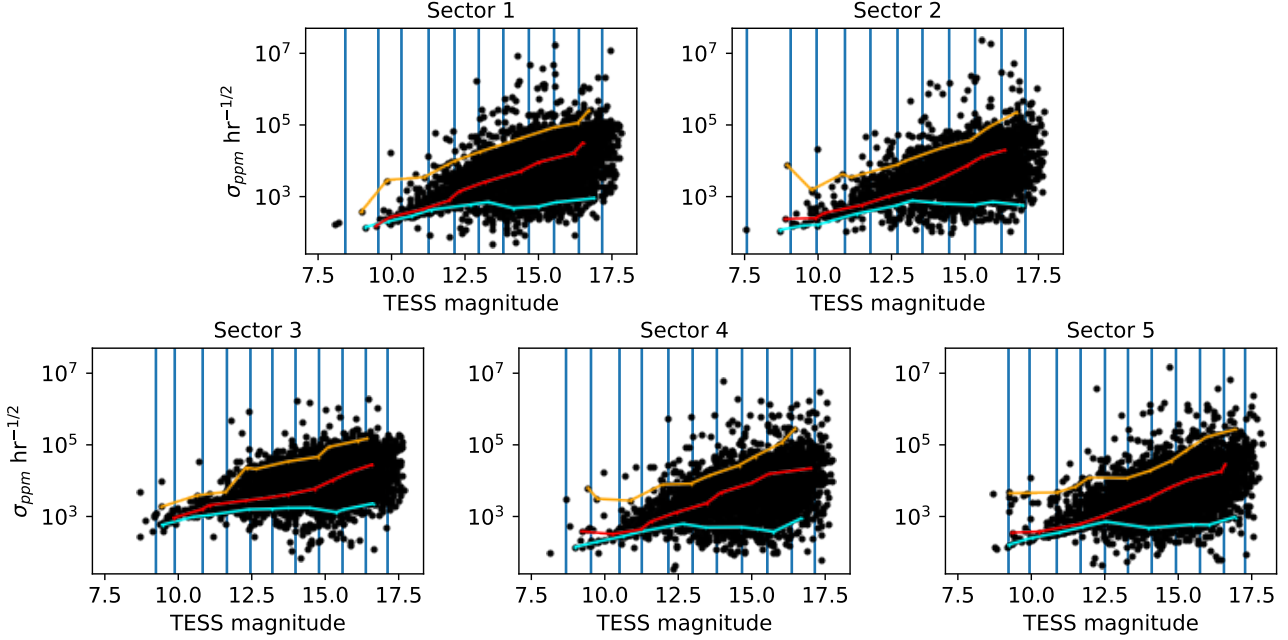 Sector 1
Sector 2
σppm hr−1/2
10^7
10^5
10^3
10^7
10^5
10^3
7.5 10.0 12.5 15.0 17.5
7.5 10.0 12.5 15.0 17.5
TESS magnitude
TESS magnitude
Sector 3
Sector 4
Sector 5
σppm hr−1/2
10^7
10^5
10^3
10^7
10^5
10^3
10^7
10^5
10^3
7.5 10.0 12.5 15.0 17.5
7.5 10.0 12.5 15.0 17.5
7.5 10.0 12.5 15.0 17.5
TESS magnitude
TESS magnitude
TESS magnitude